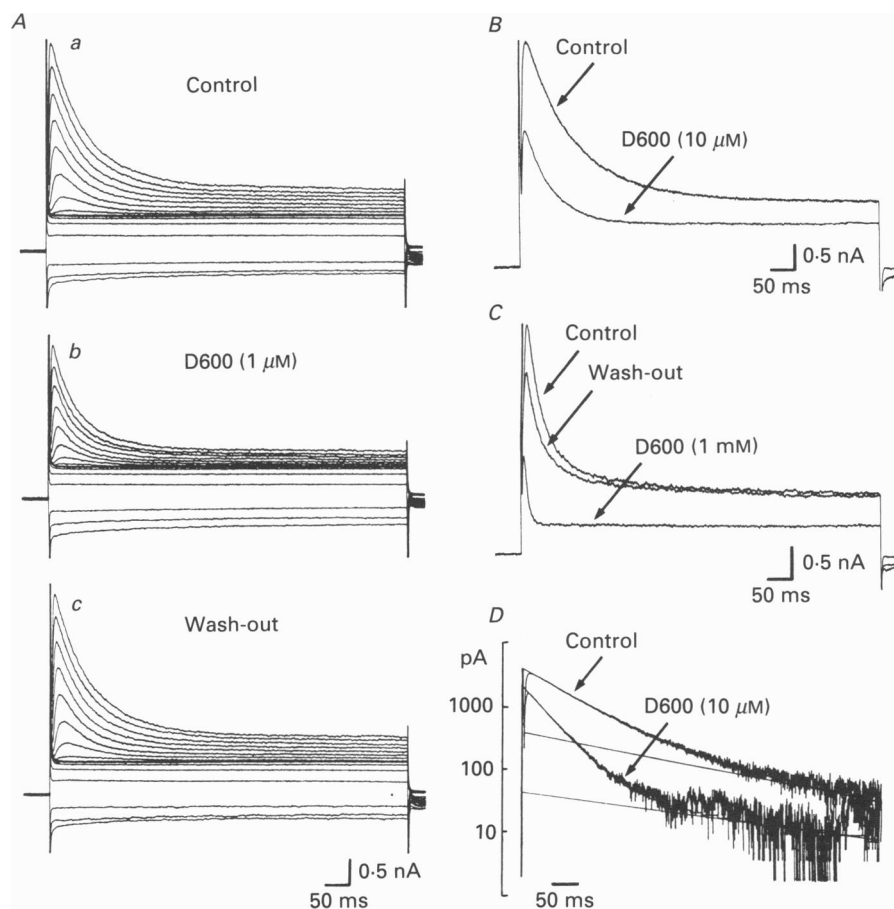 A
a
Control
b
D600 (1 μM)
c
Wash-out
0·5 nA
50 ms
B
Control
D600 (10 μM)
0·5 nA
50 ms
C
Control
Wash-out
D600 (1 mM)
0·5 nA
50 ms
D
pA
Control
1000
D600 (10 μM)
100
10
50 ms